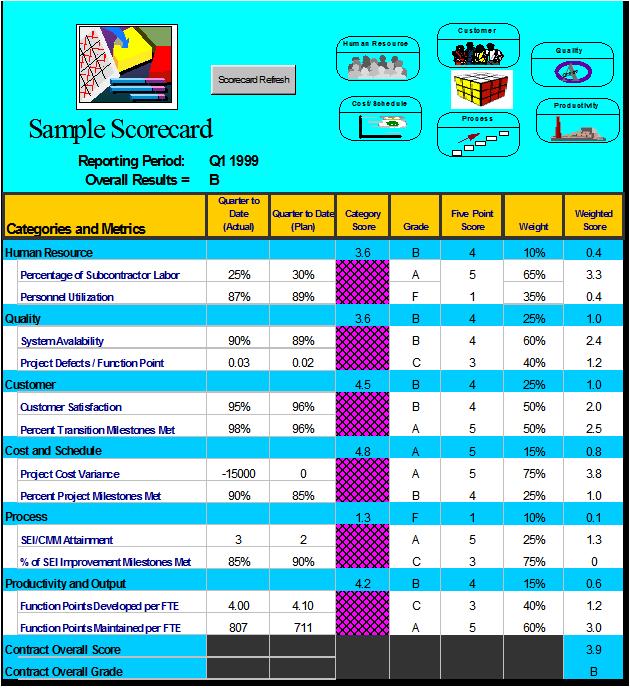 Human Resource
Customer
Quality
Scorecard Refresh
Cost/ Schedule
Process
Productivity
Sample Scorecard
Reporting Period: Q1 1999
Overall Results = B
Categories and Metrics Quarter to Date (Actual) Quarter to Date (Plan) Category Score Grade Five Point Score Weight Weighted Score
Human Resource 3.6 B 4 10% 0.4
Percentage of Subcontractor Labor 25% 30% A 5 65% 3.3
Personnel Utilization 87% 89% F 1 35% 0.4
Quality 3.6 B 4 25% 1.0
System Avalability 90% 89% B 4 60% 2.4
Project Defects / Function Point 0.03 0.02 C 3 40% 1.2
Customer 4.5 B 4 25% 1.0
Customer Satisfaction 95% 96% B 4 50% 2.0
Percent Transition Milestones Met 98% 96% A 5 50% 2.5
Cost and Schedule 4.8 A 5 15% 0.8
Project Cost Variance -15000 0 A 5 75% 3.8
Percent Project Milestones Met 90% 85% B 4 25% 1.0
Process 1.3 F 1 10% 0.1
SEI/CMM Attainment 3 2 A 5 25% 1.3
% of SEI Improvement Milestones Met 85% 90% C 3 75% 0
Productivity and Output 4.2 B 4 15% 0.6
Function Points Developed per FTE 4.00 4.10 C 3 40% 1.2
Function Points Maintained per FTE 807 711 A 5 60% 3.0
Contract Overall Score 3.9
Contract Overall Grade B